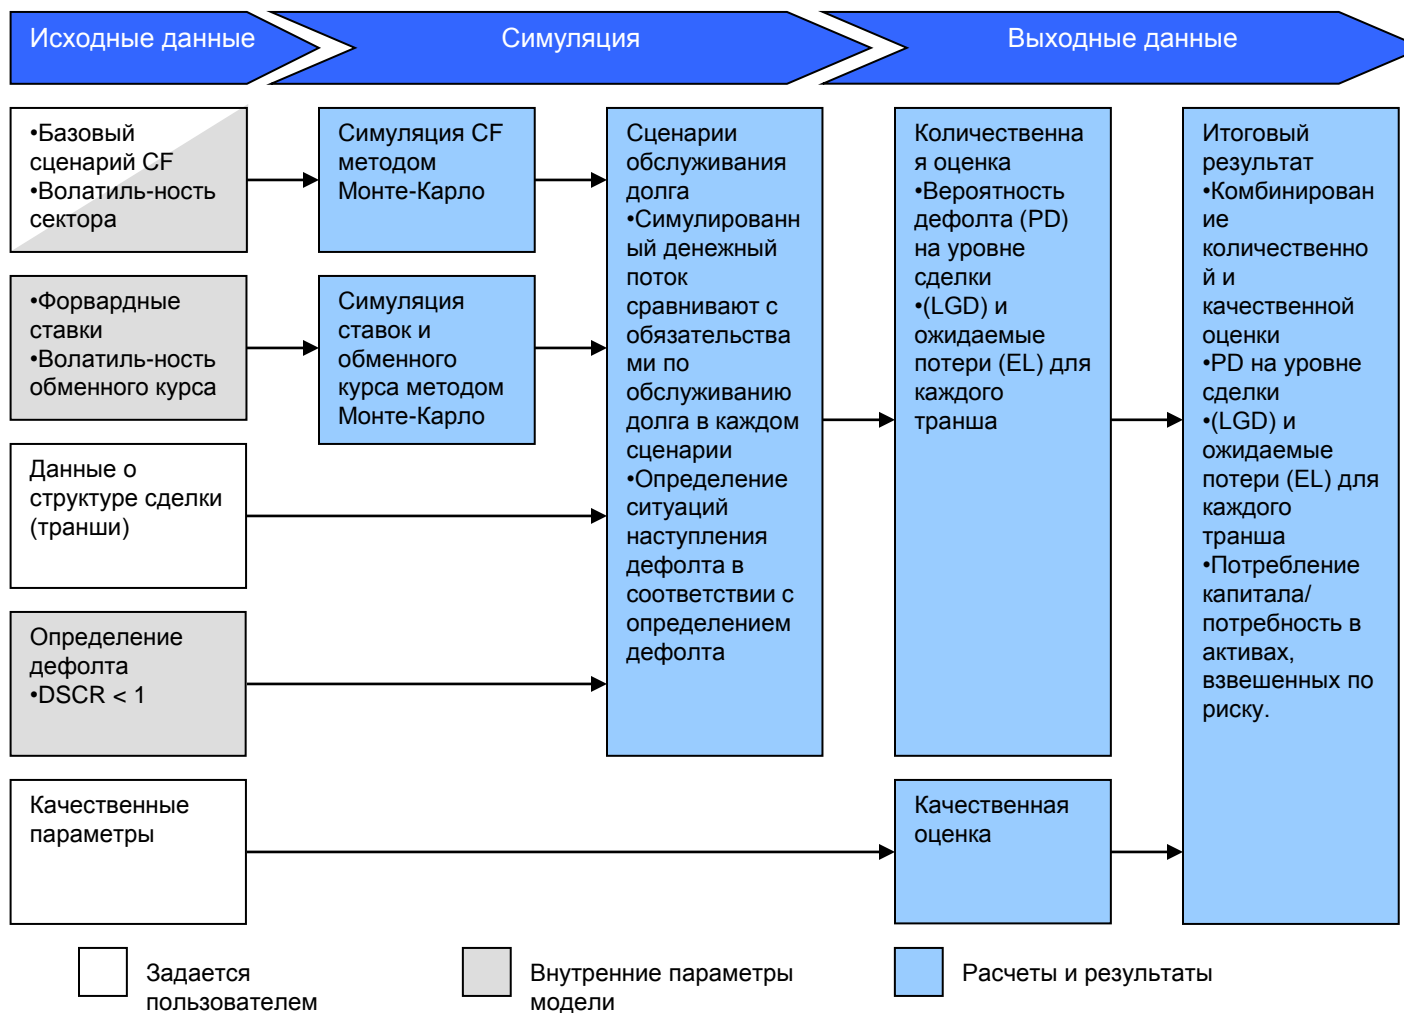 Исходные данные
Симуляция
Выходные данные
•Базовый
сценарий CF
•Волатиль-ность
сектора
Симуляция CF
методом
Монте-Карло
Сценарии
обслуживания
долга
•Симулированн
ый денежный
поток
сравнивают с
обязательства
ми по
обслуживанию
долга в каждом
сценарии
•Определение
ситуаций
наступления
дефолта в
соответствии с
определением
дефолта
Количественна
я оценка
•Вероятность
дефолта (PD)
на уровне
сделки
•(LGD) и
ожидаемые
потери (EL) для
каждого
транша
Итоговый
результат
•Комбинирован
ие
количественно
й и
качественной
оценки
•PD на уровне
сделки
•(LGD) и
ожидаемые
потери (EL) для
каждого
транша
•Потребление
капитала/
потребность в
активах,
взвешенных по
риску.
•Форвардные
ставки
•Волатиль-ность
обменного курса
Симуляция
ставок и
обменного
курса методом
Монте-Карло
Данные о
структуре сделки
(транши)
Определение
дефолта
•DSCR < 1
Качественные
параметры
Качественная
оценка
Задается
пользователем
Внутренние параметры
модели
Расчеты и результаты